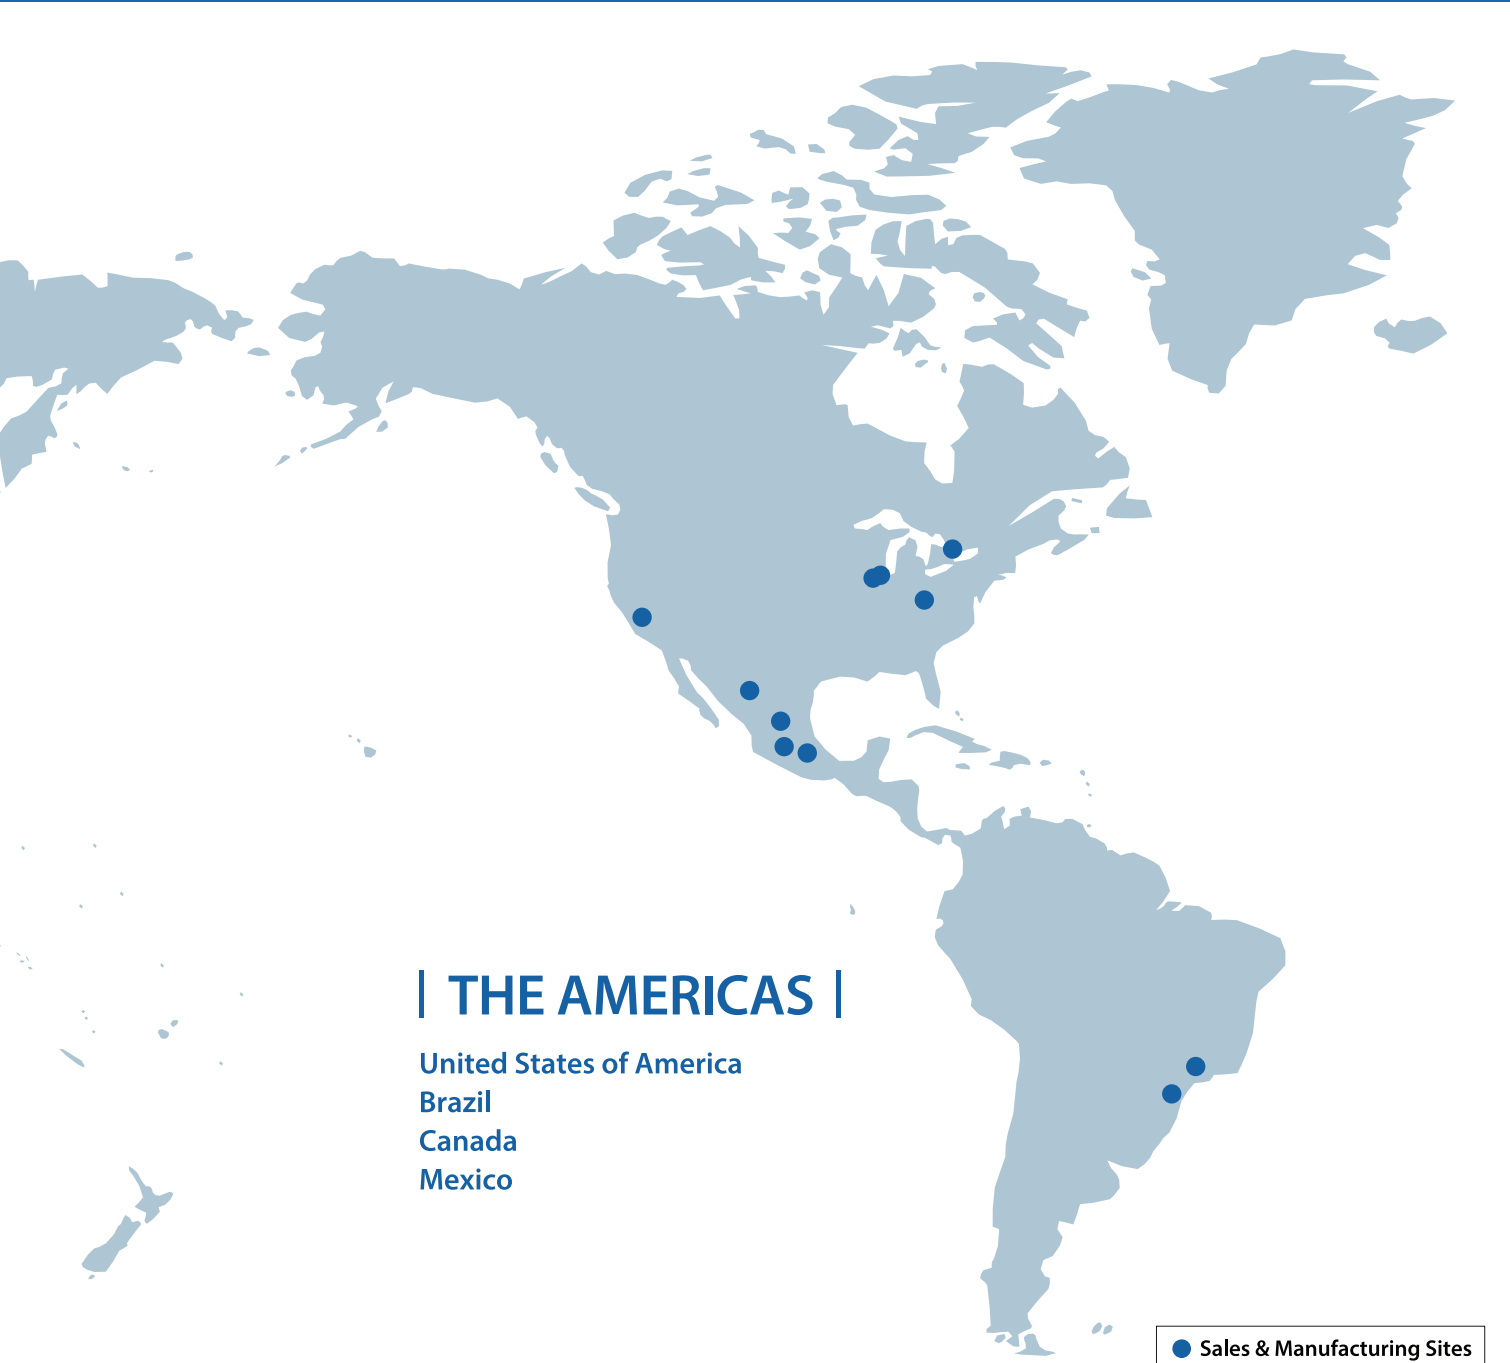 | THE AMERICAS |
United States of America
Brazil
Canada
Mexico
Sales & Manufacturing Sites